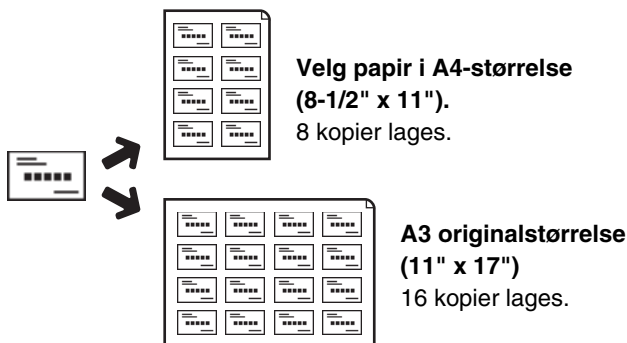 Velg papir i A4-størrelse
(8-1/2" x 11").
8 kopier lages.
A3 originalstørrelse
(11" x 17")
16 kopier lages.